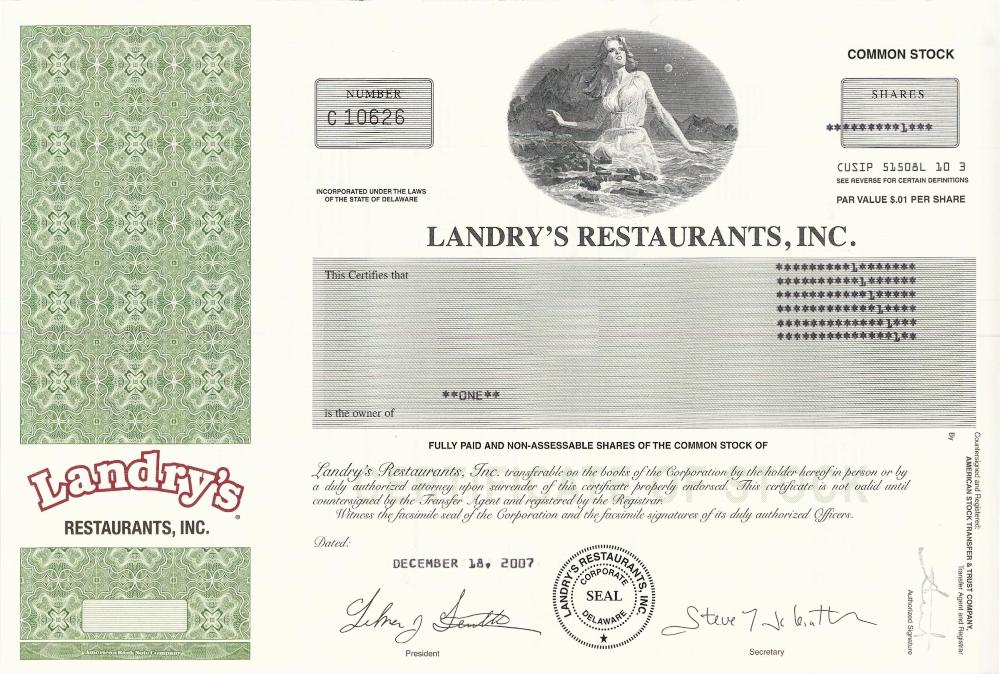 COMMON STOCK
NUMBER
C 10626
SHARES
*********1***
CUSIP 51508L 10 3
SEE REVERSE FOR CERTAIN DEFINITIONS
INCORPORATED UNDER THE LAWS
OF THE STATE OF DELAWARE
PAR VALUE $.01 PER SHARE
LANDRY'S RESTAURANTS, INC.
This Certifies that
*********1*******
**********1******
***********1*****
************1****
*************1***
**************1**
**ONE**
is the owner of
FULLY PAID AND NON-ASSESSABLE SHARES OF THE COMMON STOCK OF
Landry's Restaurants, Inc. transferable on the books of the Corporation by the holder hereof in person or by
a duly authorized attorney upon surrender of this certificate properly endorsed. This certificate is not valid until
countersigned by the Transfer Agent and registered by the Registrar.
Witness the facsimile seal of the Corporation and the facsimile signatures of its duly authorized Officers.
Dated:
DECEMBER 18, 2007
LANDRY'S RESTAURANTS, INC.
CORPORATE
SEAL
DELAWARE
President
Steve
Secretary
Landry's
®
RESTAURANTS, INC.
American Bank Note Company
Countersigned and Registered:
AMERICAN STOCK TRANSFER & TRUST COMPANY,
Transfer Agent and Registrar
By
Authorized Signature